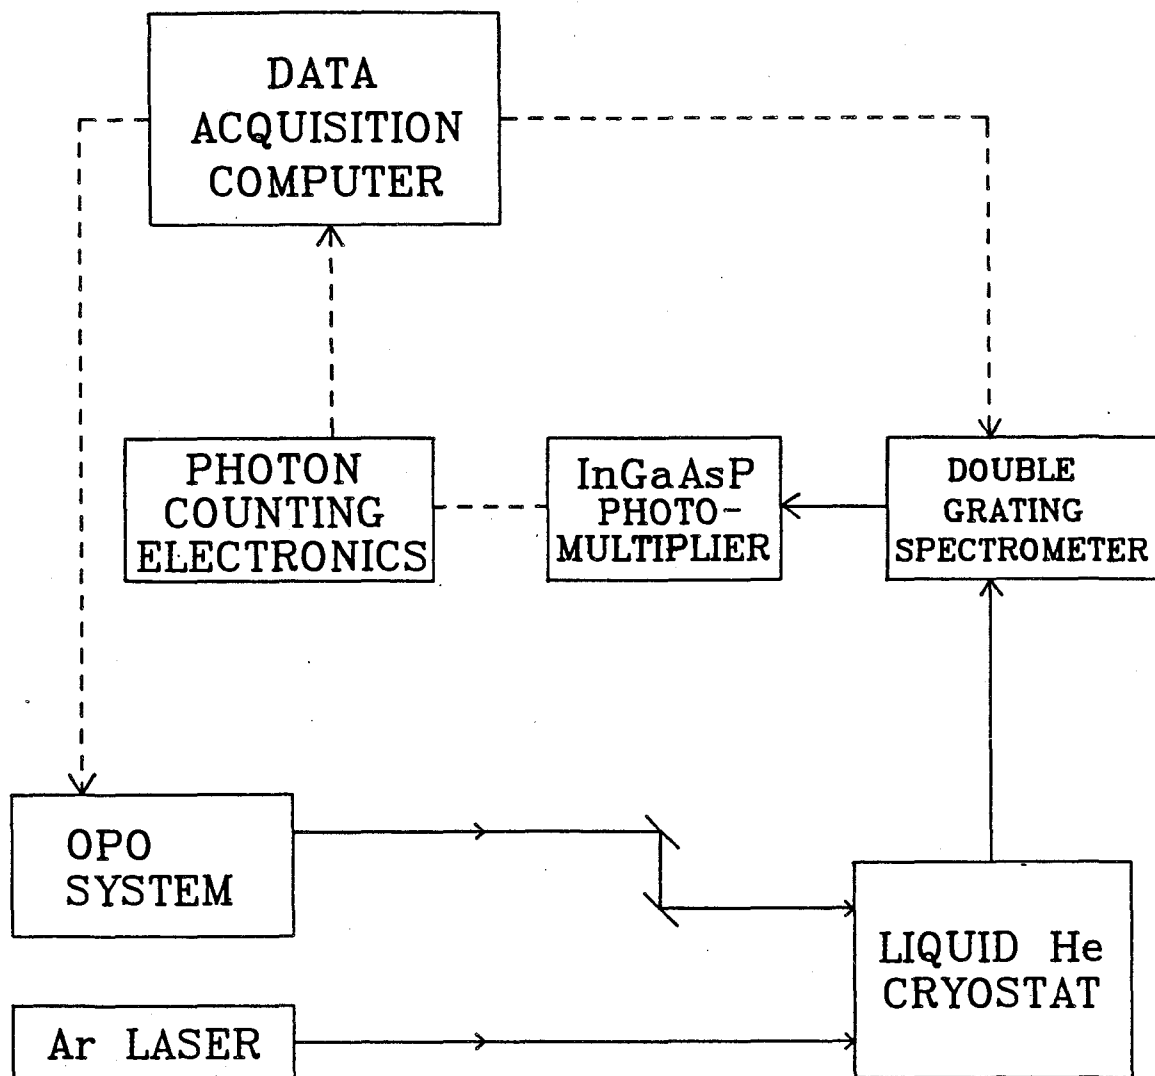 DATA
ACQUISITION
COMPUTER
PHOTON
COUNTING
ELECTRONICS
InGaAsP
PHOTO-
MULTIPLIER
DOUBLE
GRATING
SPECTROMETER
OPO
SYSTEM
LIQUID He
CRYOSTAT
Ar LASER